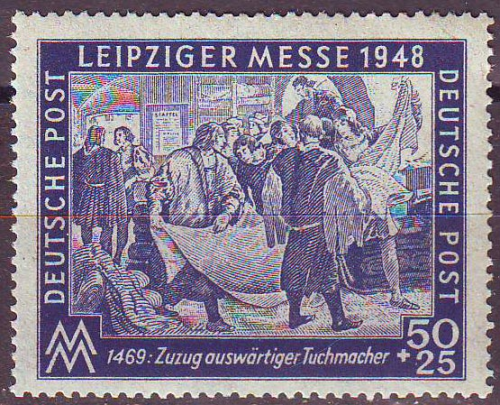 LEIPZIGER MESSE 1948
DEUTSCHE POST
DEUTSCHE POST
STAFFEL
MM
50
+25
1469: Zuzug auswärtiger Tuchmacher